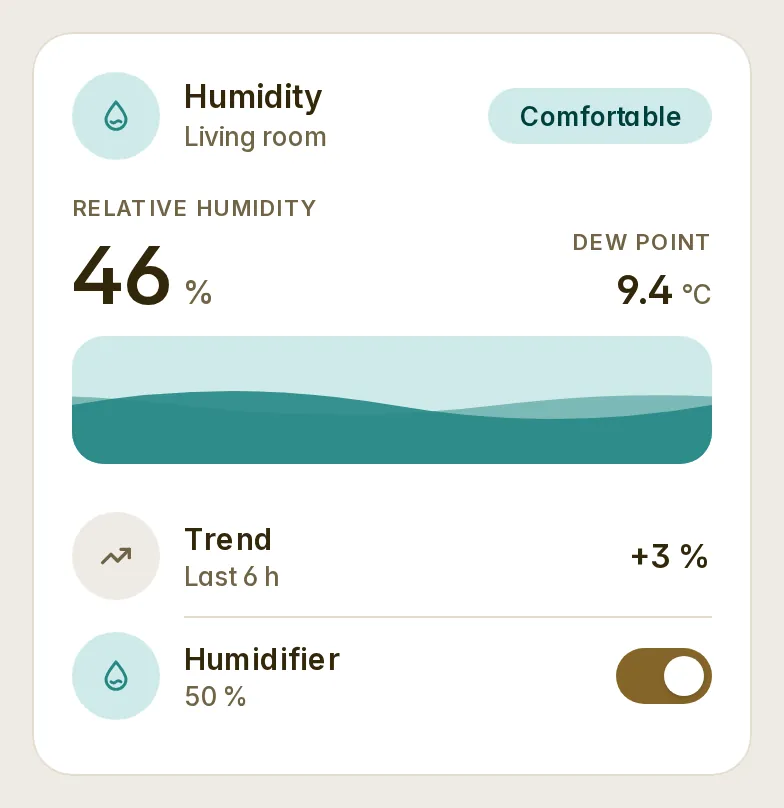 Humidity
Living room
Comfortable
RELATIVE HUMIDITY
46 %
DEW POINT
9.4 °C
Trend
Last 6 h
+3 %
Humidifier
50 %